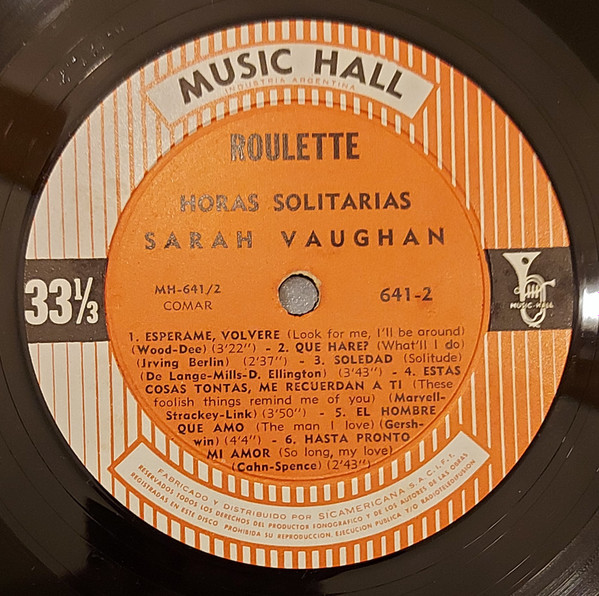 MUSIC HALL
INDUSTRIA ARGENTINA
ROULETTE
HORAS SOLITARIAS
SARAH VAUGHAN
33⅓
MH-641/2
COMAR
641-2
MUSIC-HALL
1. ESPERAME, VOLVERE (Look for me, I'll be around)
(Wood-Dee) (3'22") - 2. QUE HARE? (What'll I do)
(Jrving Berlin) (2'37") - 3. SOLEDAD (Solitude)
(De Lange-Mills-D. Ellington) (3'43") - 4. ESTAS
COSAS TONTAS, ME RECUERDAN A TI (These
foolish things remind me of you) (Marvell-
Strackey-Link) (3'50") - 5. EL HOMBRE
QUE AMO (The man I love) (Gersh-
win) (4'4") - 6. HASTA PRONTO
MI AMOR (So long, my love)
(Cahn-Spence) (2'43")
FABRICADO Y DISTRIBUIDO POR SICAMERICANA, S.A.C.I.F.I.
RESERVADOS TODOS LOS DERECHOS DEL PRODUCTOR FONOGRAFICO Y DE LOS AUTORES DE LAS OBRAS
REGISTRADAS EN ESTE DISCO PROHIBIDA SU REPRODUCCION, EJECUCION PUBLICA Y/O RADIOTELEDIFUSION